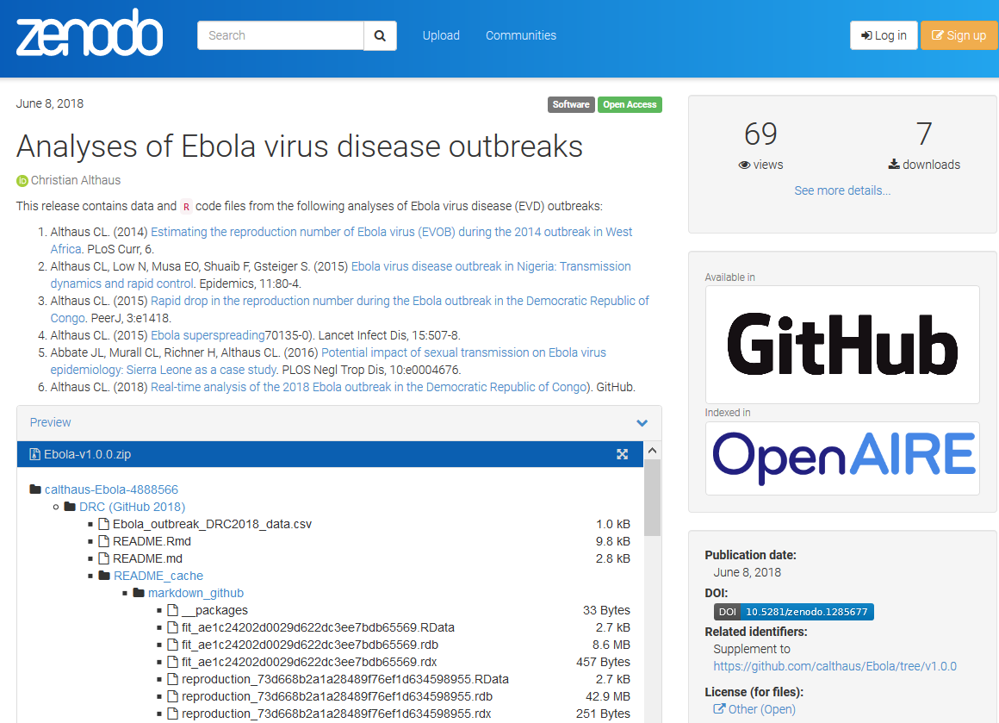 zenodo
Search
Upload
Communities
Log in
Sign up
June 8, 2018
Software
Open Access
Analyses of Ebola virus disease outbreaks
iD Christian Althaus
This release contains data and R code files from the following analyses of Ebola virus disease (EVD) outbreaks:
1. Althaus CL. (2014) Estimating the reproduction number of Ebola virus (EVOB) during the 2014 outbreak in West
Africa. PLoS Curr, 6.
2. Althaus CL, Low N, Musa EO, Shuaib F, Gsteiger S. (2015) Ebola virus disease outbreak in Nigeria: Transmission
dynamics and rapid control. Epidemics, 11:80-4.
3. Althaus CL. (2015) Rapid drop in the reproduction number during the Ebola outbreak in the Democratic Republic of
Congo. PeerJ, 3:e1418.
4. Althaus CL. (2015) Ebola superspreading70135-0). Lancet Infect Dis, 15:507-8.
5. Abbate JL, Murall CL, Richner H, Althaus CL. (2016) Potential impact of sexual transmission on Ebola virus
epidemiology: Sierra Leone as a case study. PLOS Negl Trop Dis, 10:e0004676.
6. Althaus CL. (2018) Real-time analysis of the 2018 Ebola outbreak in the Democratic Republic of Congo). GitHub.
Preview
Ebola-v1.0.0.zip
calthaus-Ebola-4888566
DRC (GitHub 2018)
Ebola_outbreak_DRC2018_data.csv 1.0 kB
README.Rmd 9.8 kB
README.md 2.8 kB
README_cache
markdown_github
__packages 33 Bytes
fit_ae1c24202d0029d622dc3ee7bdb65569.RData 2.7 kB
fit_ae1c24202d0029d622dc3ee7bdb65569.rdb 8.6 MB
fit_ae1c24202d0029d622dc3ee7bdb65569.rdx 457 Bytes
reproduction_73d668b2a1a28489f76ef1d634598955.RData 2.7 kB
reproduction_73d668b2a1a28489f76ef1d634598955.rdb 42.9 MB
reproduction_73d668b2a1a28489f76ef1d634598955.rdx 251 Bytes
69 7
views downloads
See more details...
Available in
GitHub
Indexed in
OpenAIRE
Publication date:
June 8, 2018
DOI:
DOI 10.5281/zenodo.1285677
Related identifiers:
Supplement to
https://github.com/calthaus/Ebola/tree/v1.0.0
License (for files):
Other (Open)